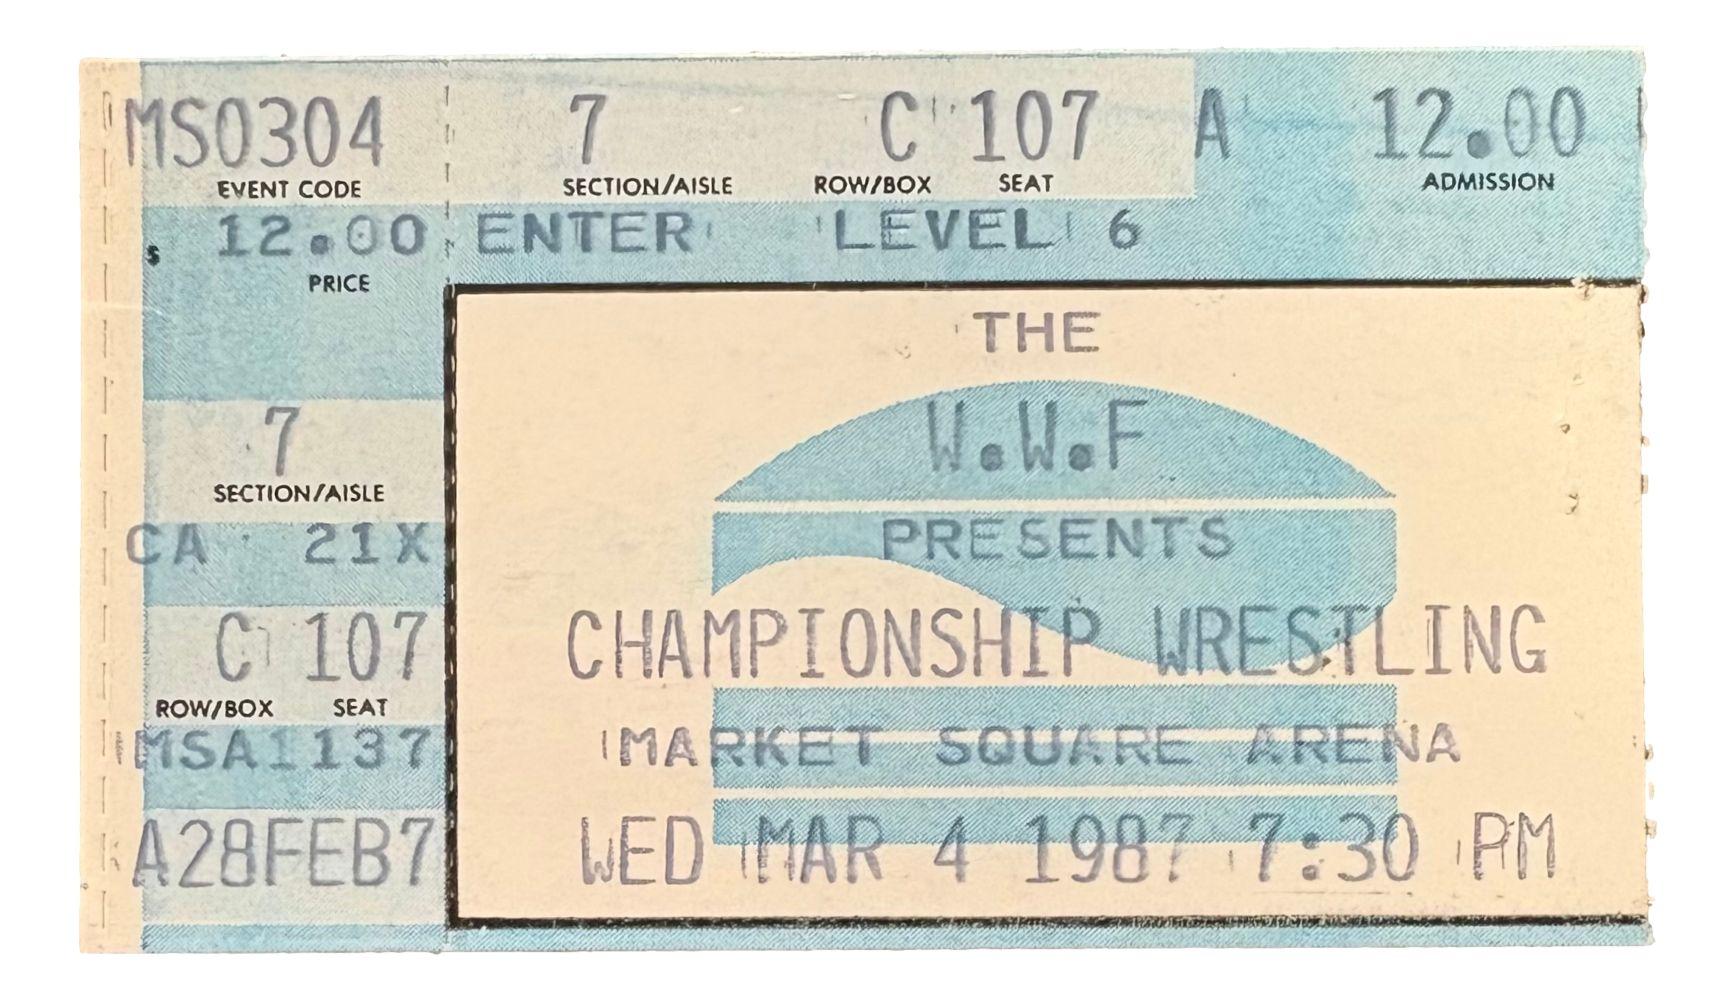 MS0304 7 C 107 A 12.00
EVENT CODE SECTION/AISLE ROW/BOX SEAT ADMISSION
$ 12.00 ENTER LEVEL 6
PRICE
THE
W.W.F
7
SECTION/AISLE
PRESENTS
CA 21X
C 107
CHAMPIONSHIP WRESTLING
ROW/BOX SEAT
MSA1137
MARKET SQUARE ARENA
A28FEB7
WED MAR 4 1987 7:30 PM